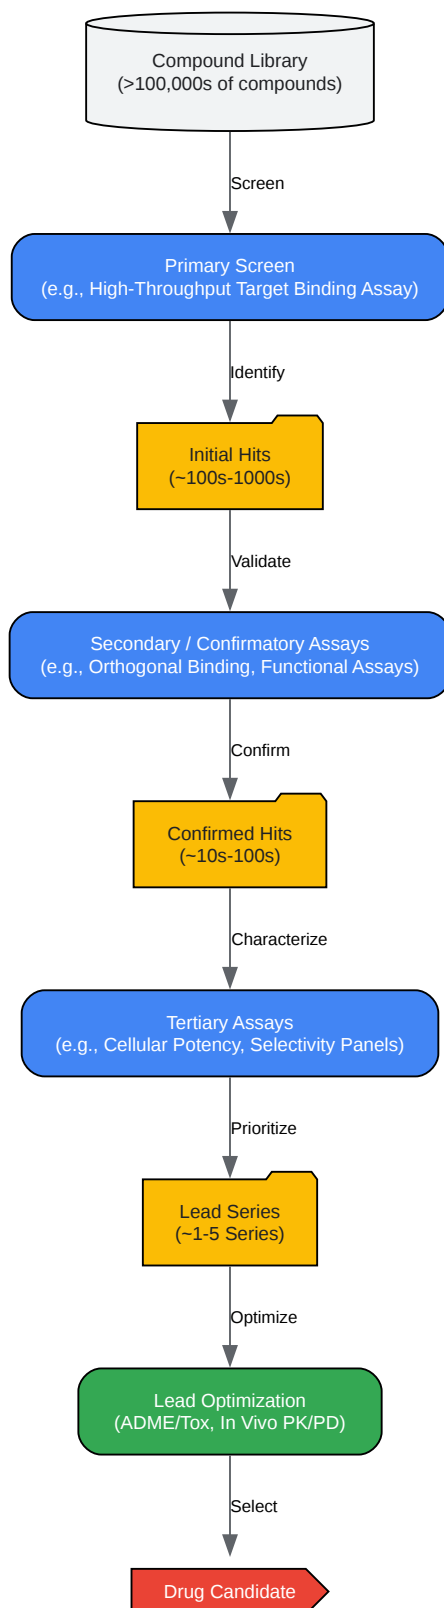 Compound Library
(>100,000s of compounds)
Screen
Primary Screen
(e.g., High-Throughput Target Binding Assay)
Identify
Initial Hits
(~100s-1000s)
Validate
Secondary / Confirmatory Assays
(e.g., Orthogonal Binding, Functional Assays)
Confirm
Confirmed Hits
(~10s-100s)
Characterize
Tertiary Assays
(e.g., Cellular Potency, Selectivity Panels)
Prioritize
Lead Series
(~1-5 Series)
Optimize
Lead Optimization
(ADME/Tox, In Vivo PK/PD)
Select
Drug Candidate